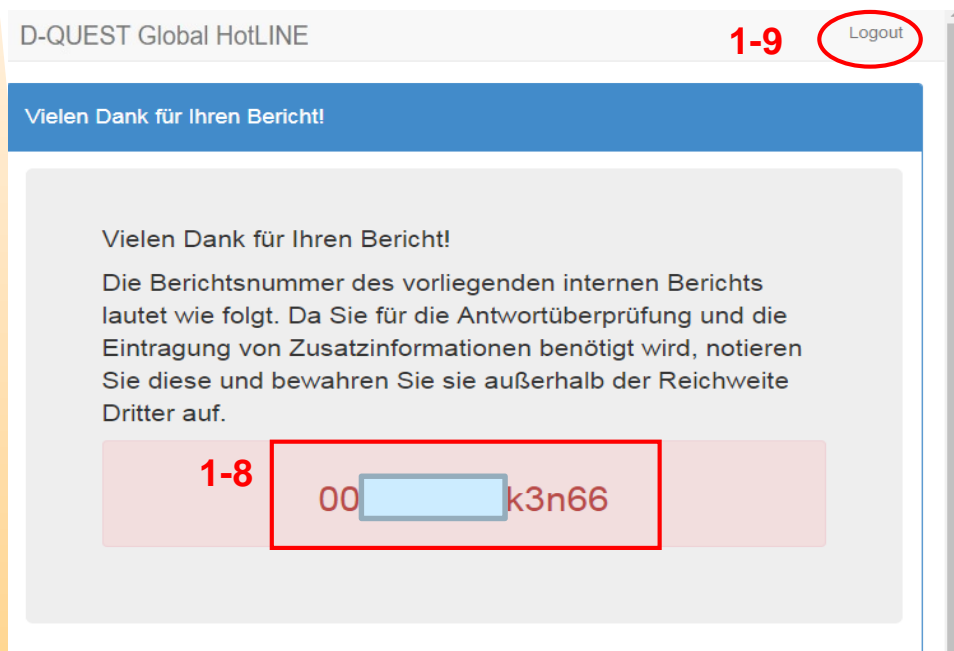 D-QUEST Global HotLINE
1-9
Logout
Vielen Dank für Ihren Bericht!
Vielen Dank für Ihren Bericht!
Die Berichtsnummer des vorliegenden internen Berichts
lautet wie folgt. Da Sie für die Antwortüberprüfung und die
Eintragung von Zusatzinformationen benötigt wird, notieren
Sie diese und bewahren Sie sie außerhalb der Reichweite
Dritter auf.
1-8
00 k3n66